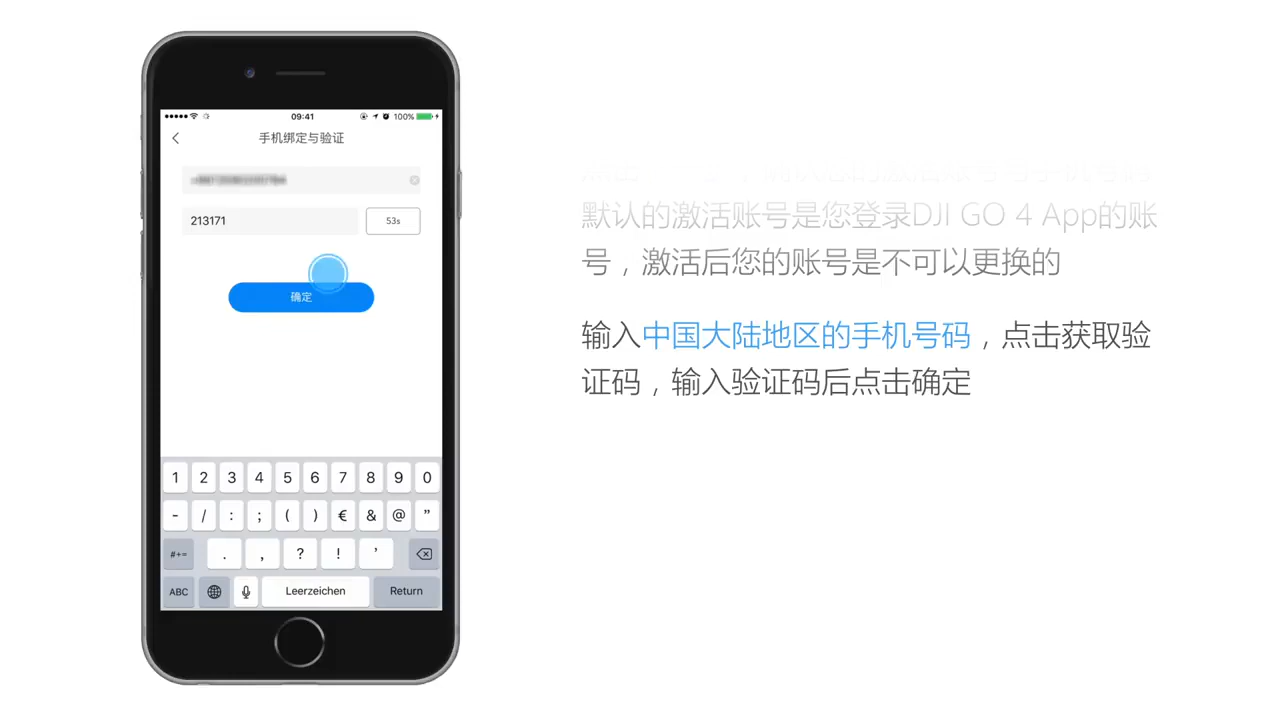 09:41
100%
手机绑定与验证
213171
53s
确定
1 2 3 4 5 6 7 8 9 0
- / : ; ( ) € & @ ”
#+= . , ? ! ’
ABC Leerzeichen Return
默认的激活账号是您登录DJI GO 4 App的账
号，激活后您的账号是不可以更换的
输入中国大陆地区的手机号码，点击获取验
证码，输入验证码后点击确定